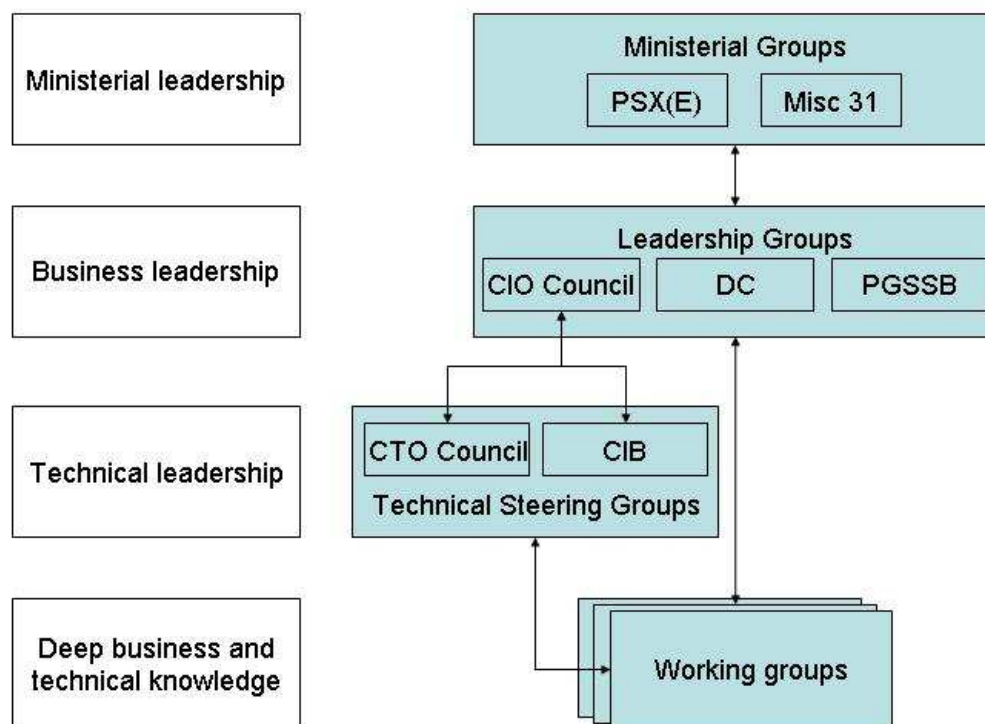 Ministerial leadership
Ministerial Groups
PSX(E)
Misc 31
Business leadership
Leadership Groups
CIO Council
DC
PGSSB
Technical leadership
CTO Council
CIB
Technical Steering Groups
Deep business and
technical knowledge
Working groups